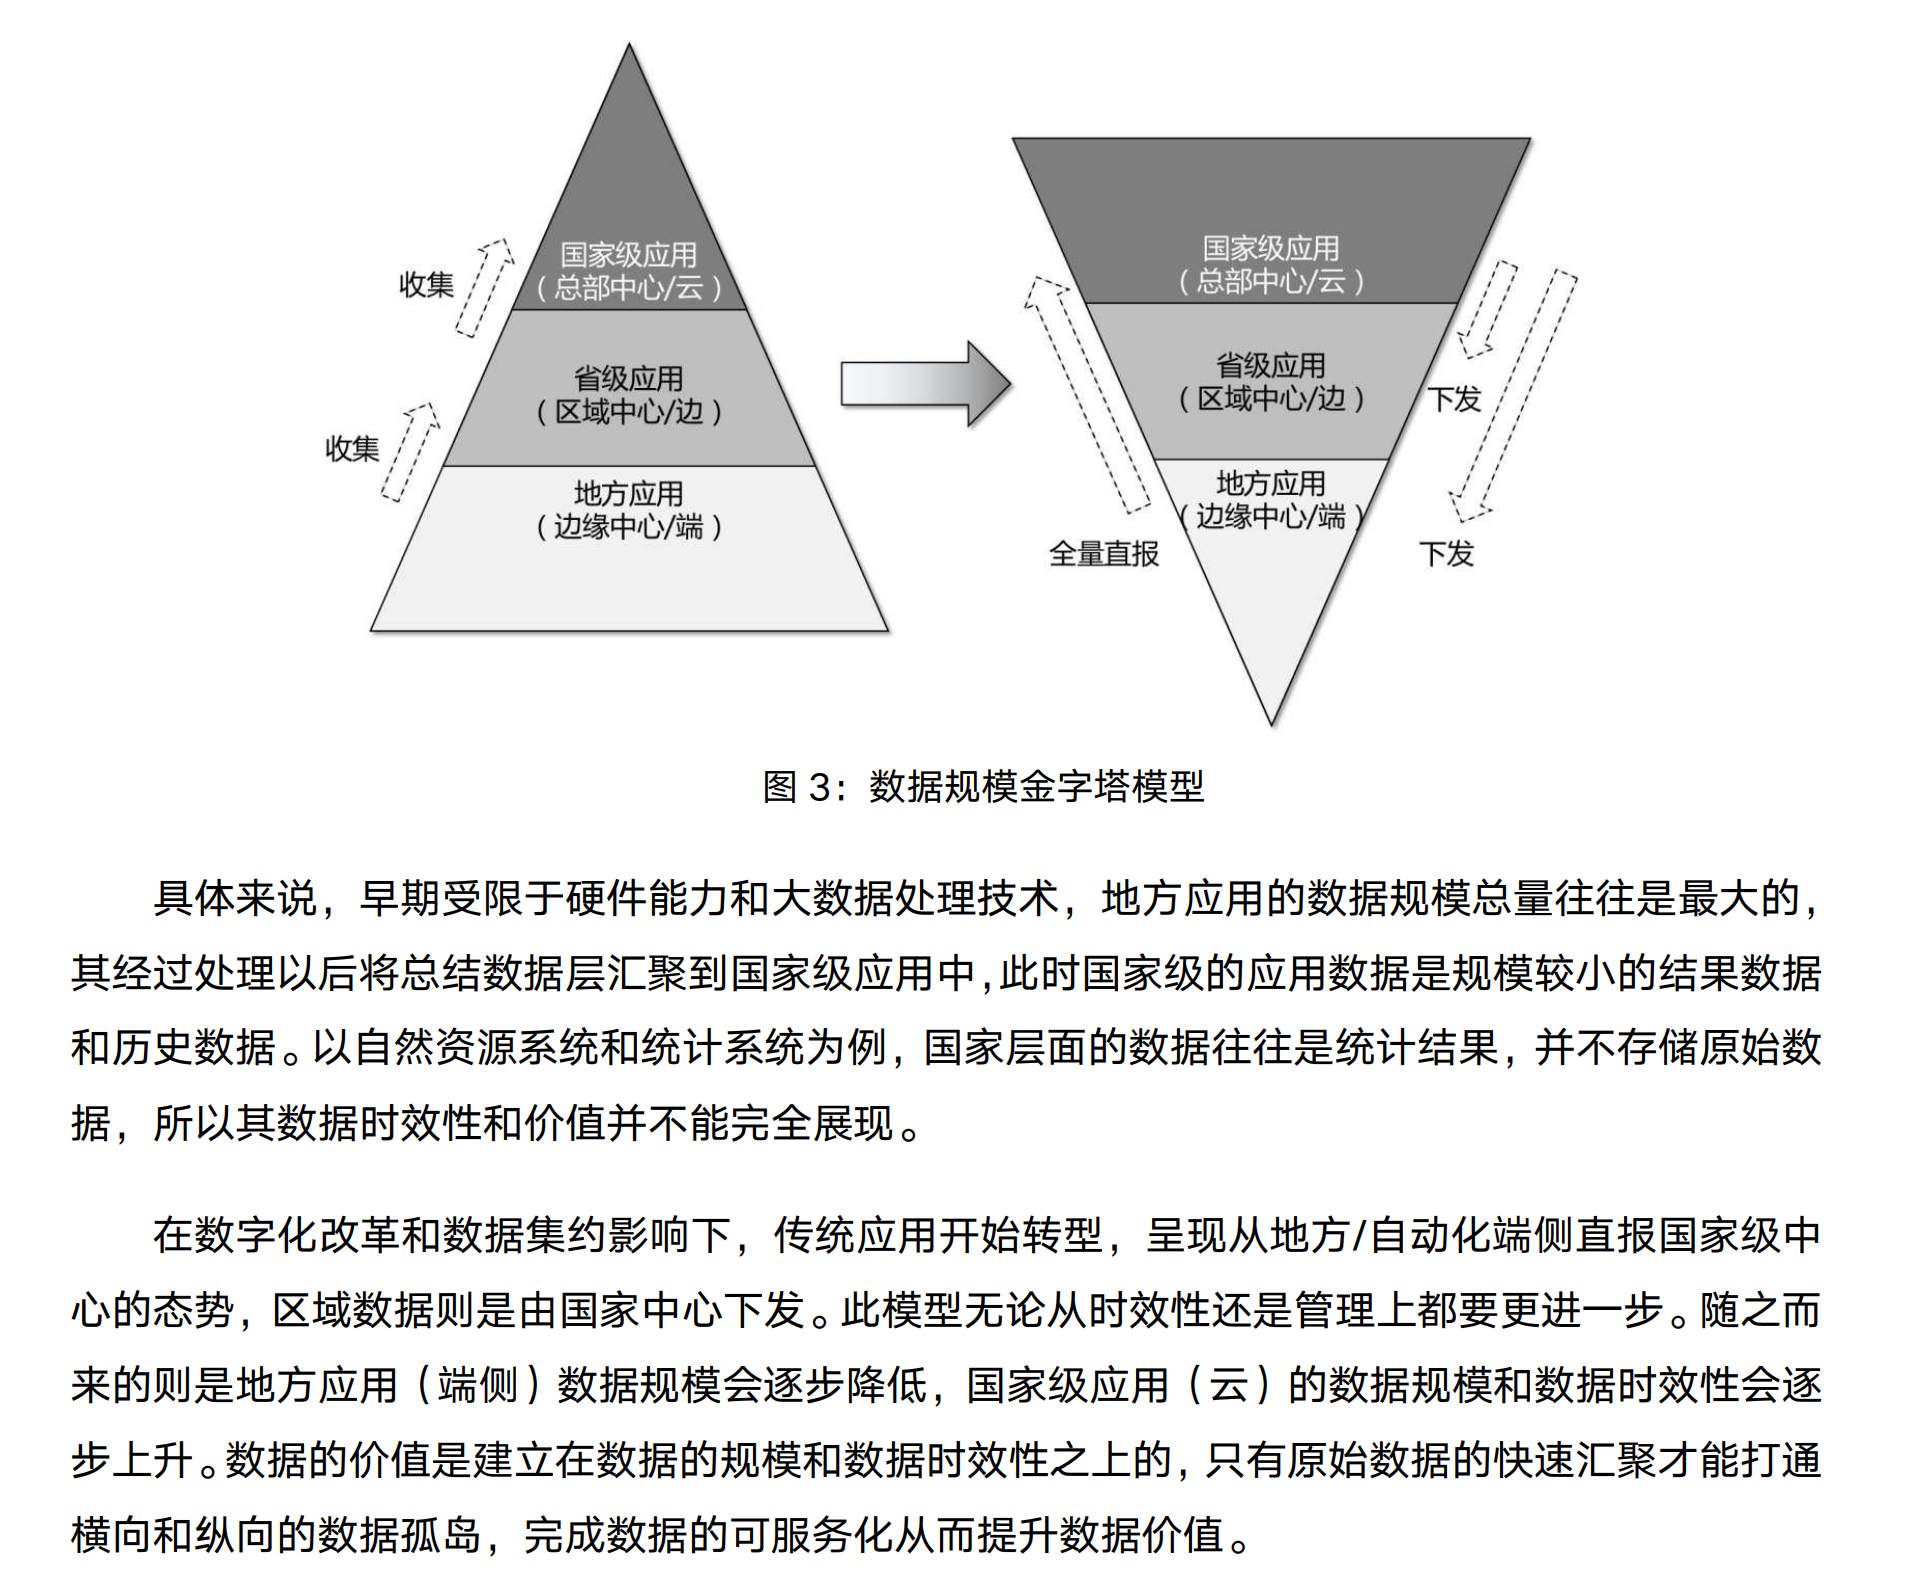 国家级应用
（总部中心/云）
收集
省级应用
（区域中心/边）
收集
地方应用
（边缘中心/端）
国家级应用
（总部中心/云）
省级应用
（区域中心/边）
下发
地方应用
（边缘中心/端）
全量直报
下发
图 3：数据规模金字塔模型
具体来说，早期受限于硬件能力和大数据处理技术，地方应用的数据规模总量往往是最大的，
其经过处理以后将总结数据层汇聚到国家级应用中，此时国家级的应用数据是规模较小的结果数据
和历史数据。以自然资源系统和统计系统为例，国家层面的数据往往是统计结果，并不存储原始数
据，所以其数据时效性和价值并不能完全展现。
在数字化改革和数据集约影响下，传统应用开始转型，呈现从地方/自动化端侧直报国家级中
心的态势，区域数据则是由国家中心下发。此模型无论从时效性还是管理上都要更进一步。随之而
来的则是地方应用（端侧）数据规模会逐步降低，国家级应用（云）的数据规模和数据时效性会逐
步上升。数据的价值是建立在数据的规模和数据时效性之上的，只有原始数据的快速汇聚才能打通
横向和纵向的数据孤岛，完成数据的可服务化从而提升数据价值。